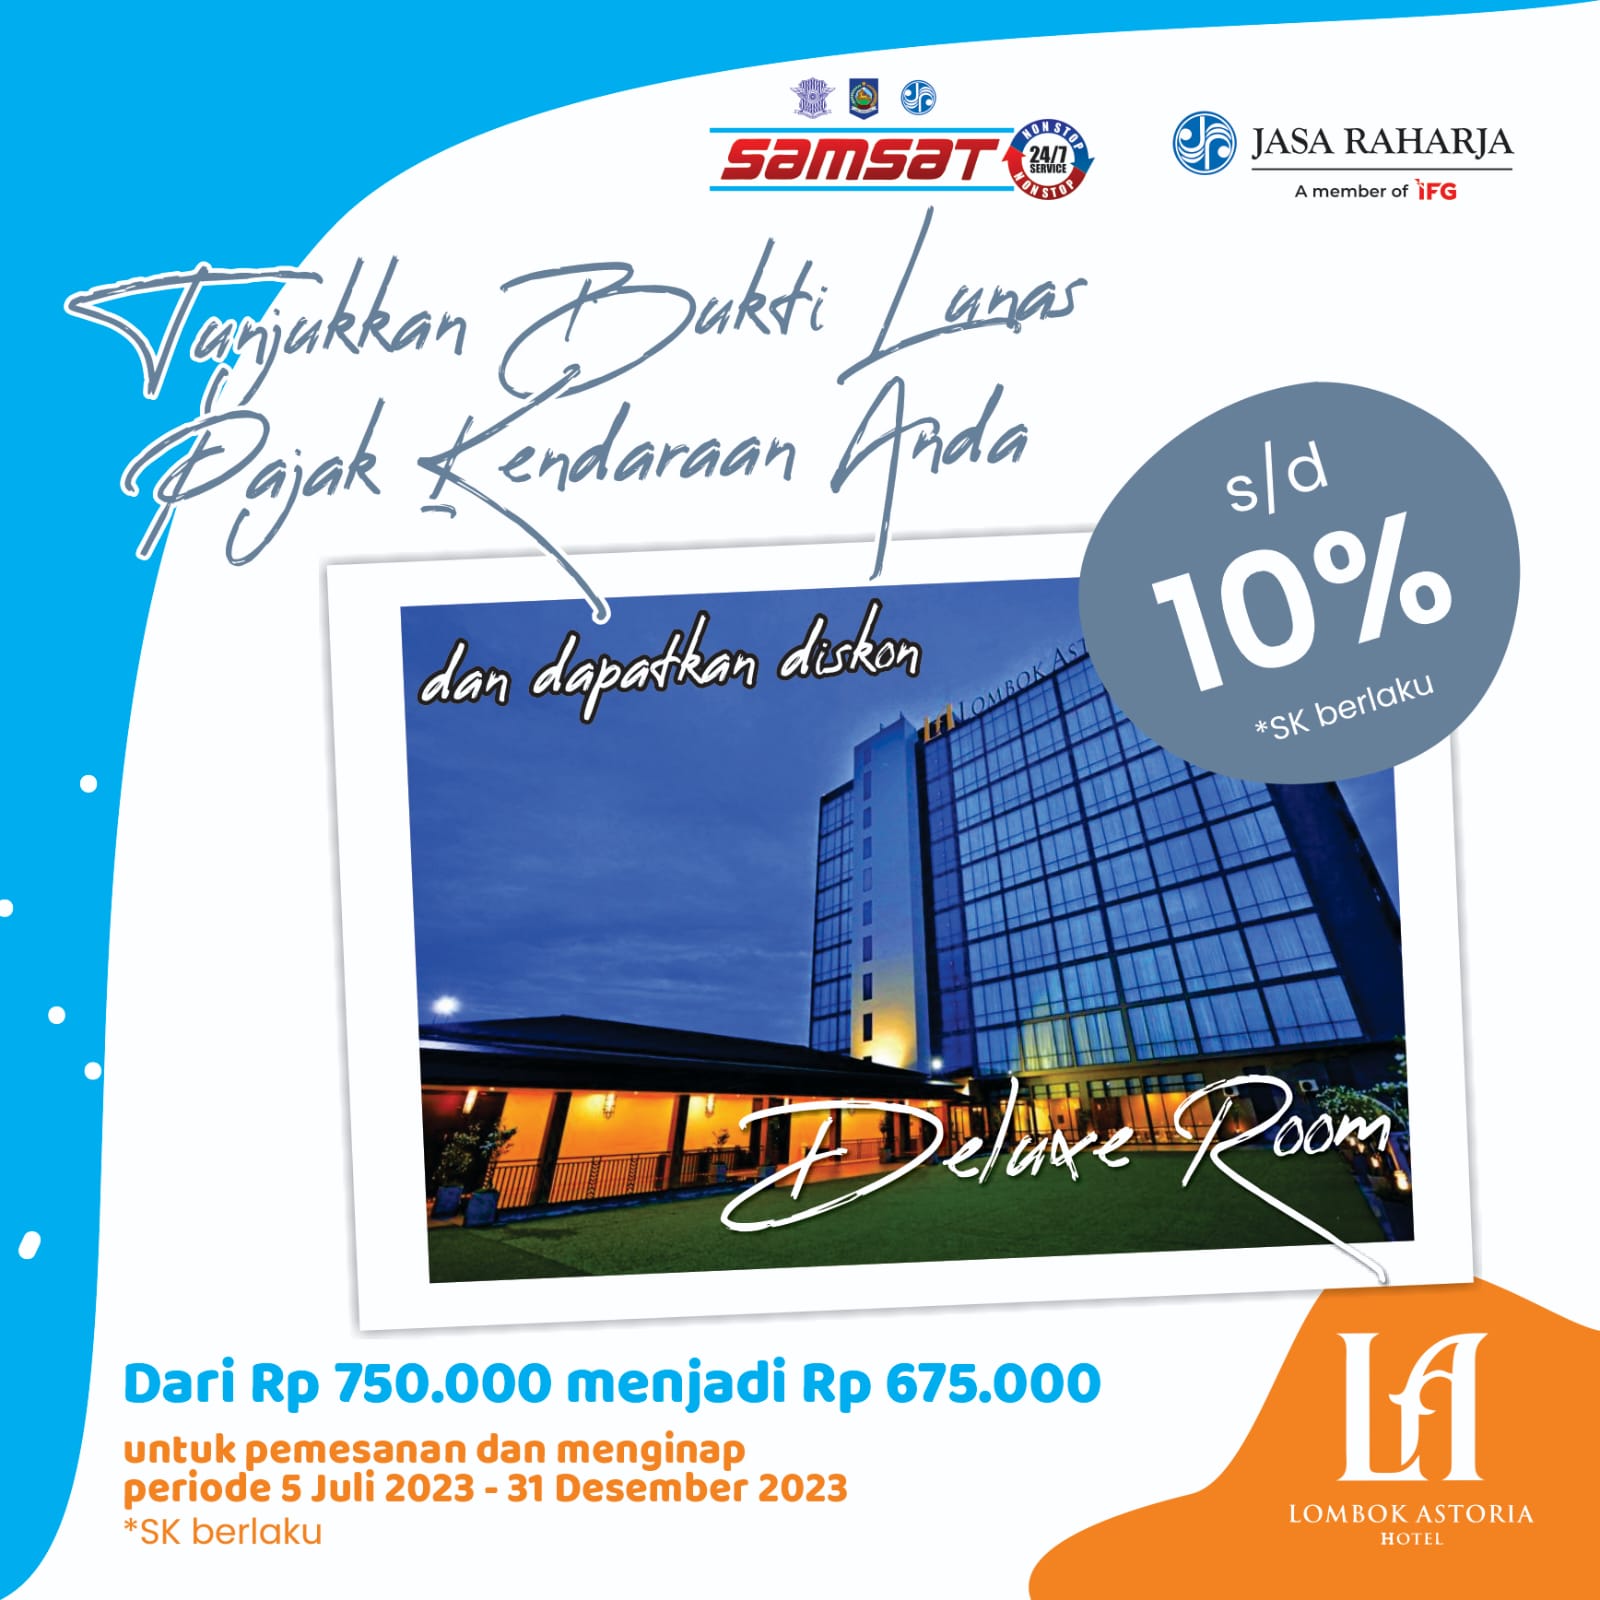 SAMSAT
NON STOP
24/7
SERVICE
NON STOP
JASA RAHARJA
A member of IFG
Tunjukkan Bukti Lunas
Pajak Kendaraan Anda
s/d
10%
*SK berlaku
dan dapatkan diskon
LA LOMBOK AST
Deluxe Room
Dari Rp 750.000 menjadi Rp 675.000
untuk pemesanan dan menginap
periode 5 Juli 2023 - 31 Desember 2023
*SK berlaku
LA
LOMBOK ASTORIA
HOTEL